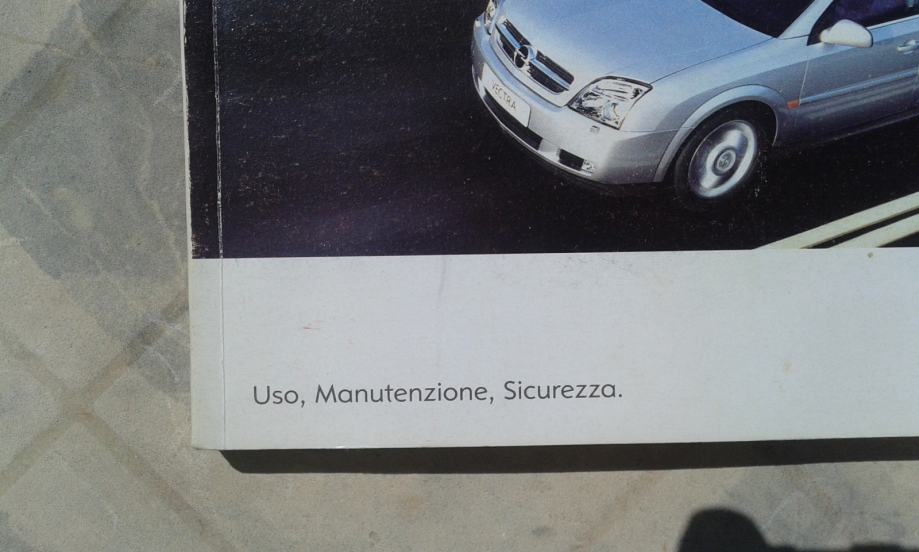 VECTRA
Uso, Manutenzione, Sicurezza.